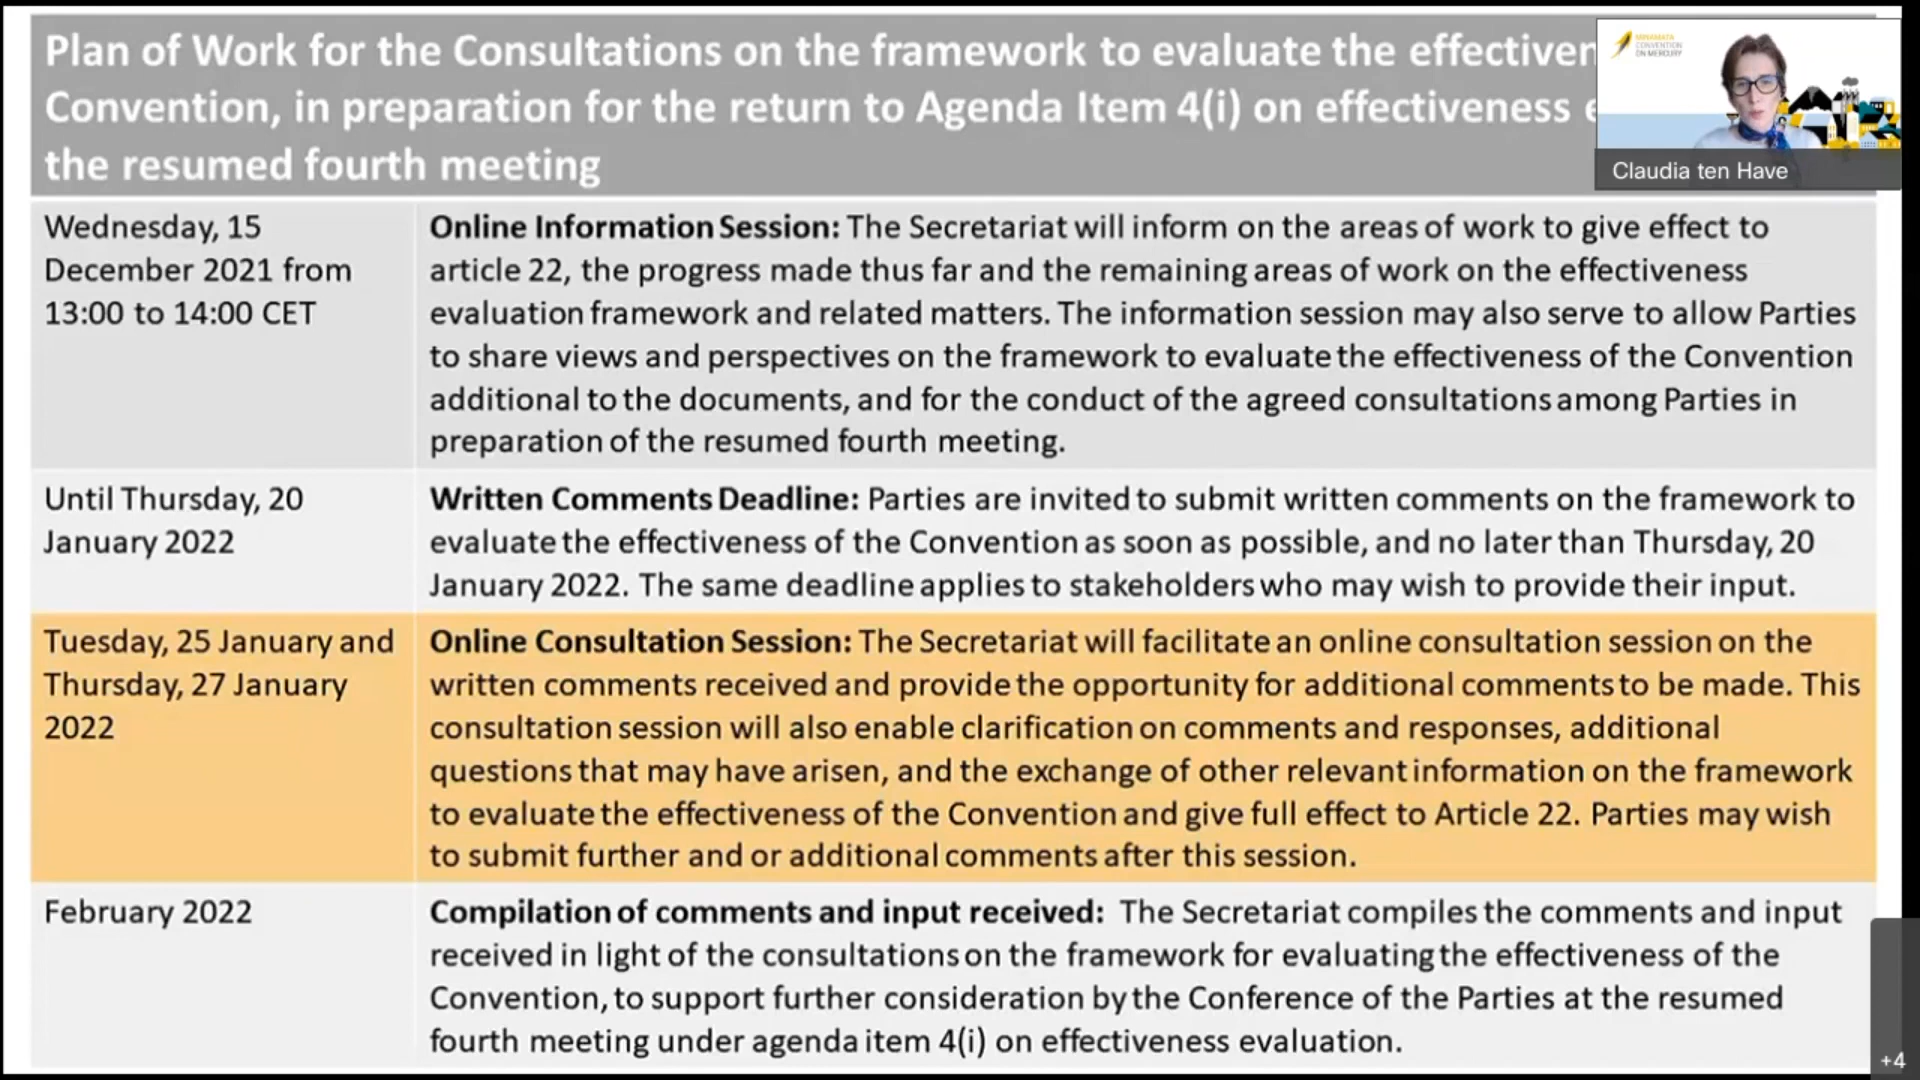 Plan of Work for the Consultations on the framework to evaluate the effectiven
Convention, in preparation for the return to Agenda Item 4(i) on effectiveness e
the resumed fourth meeting
MINAMATA
CONVENTION
ON MERCURY
Claudia ten Have
Wednesday, 15
December 2021 from
13:00 to 14:00 CET
Online Information Session: The Secretariat will inform on the areas of work to give effect to
article 22, the progress made thus far and the remaining areas of work on the effectiveness
evaluation framework and related matters. The information session may also serve to allow Parties
to share views and perspectives on the framework to evaluate the effectiveness of the Convention
additional to the documents, and for the conduct of the agreed consultations among Parties in
preparation of the resumed fourth meeting.
Until Thursday, 20
January 2022
Written Comments Deadline: Parties are invited to submit written comments on the framework to
evaluate the effectiveness of the Convention as soon as possible, and no later than Thursday, 20
January 2022. The same deadline applies to stakeholders who may wish to provide their input.
Tuesday, 25 January and
Thursday, 27 January
2022
Online Consultation Session: The Secretariat will facilitate an online consultation session on the
written comments received and provide the opportunity for additional comments to be made. This
consultation session will also enable clarification on comments and responses, additional
questions that may have arisen, and the exchange of other relevant information on the framework
to evaluate the effectiveness of the Convention and give full effect to Article 22. Parties may wish
to submit further and or additional comments after this session.
February 2022
Compilation of comments and input received: The Secretariat compiles the comments and input
received in light of the consultations on the framework for evaluating the effectiveness of the
Convention, to support further consideration by the Conference of the Parties at the resumed
fourth meeting under agenda item 4(i) on effectiveness evaluation.
+4